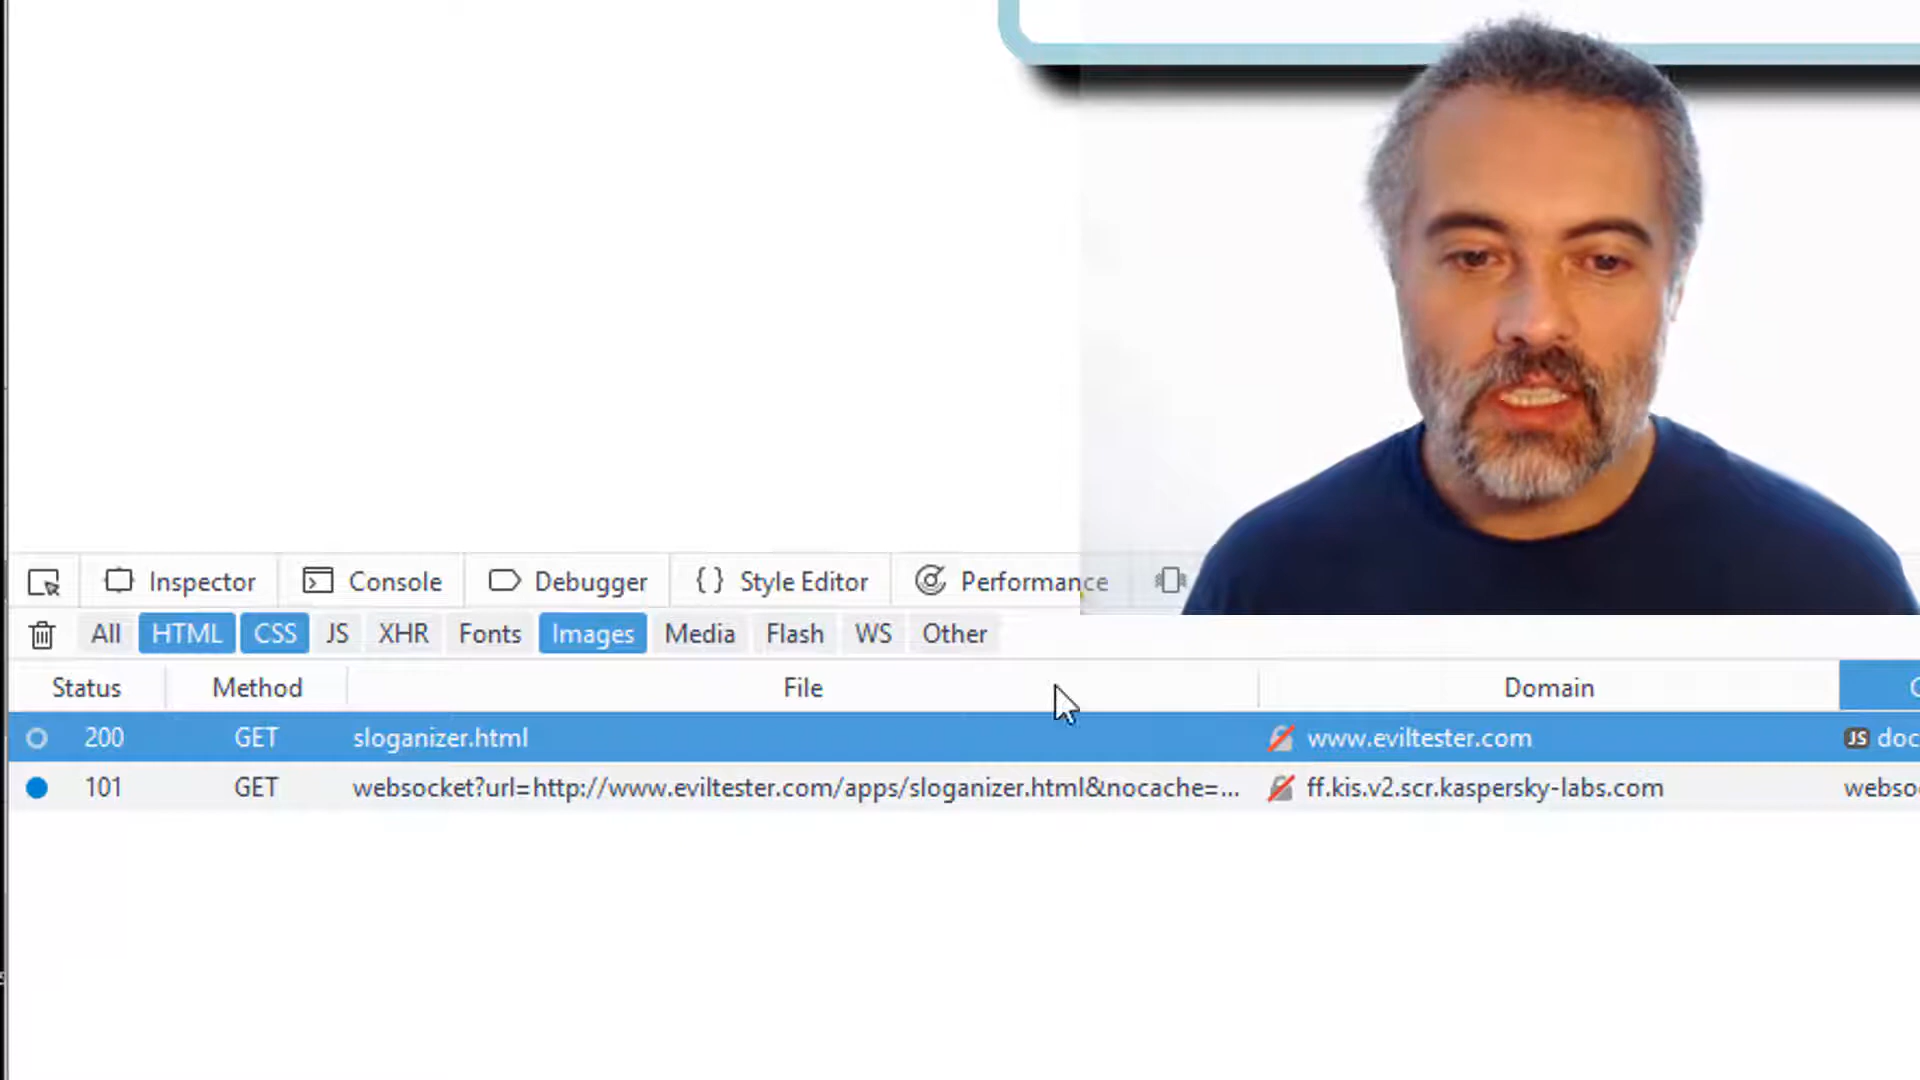 Inspector Console Debugger { } Style Editor Performance
All HTML CSS JS XHR Fonts Images Media Flash WS Other
Status Method File Domain
200 GET sloganizer.html www.eviltester.com JS doc
101 GET websocket?url=http://www.eviltester.com/apps/sloganizer.html&nocache=... ff.kis.v2.scr.kaspersky-labs.com webso